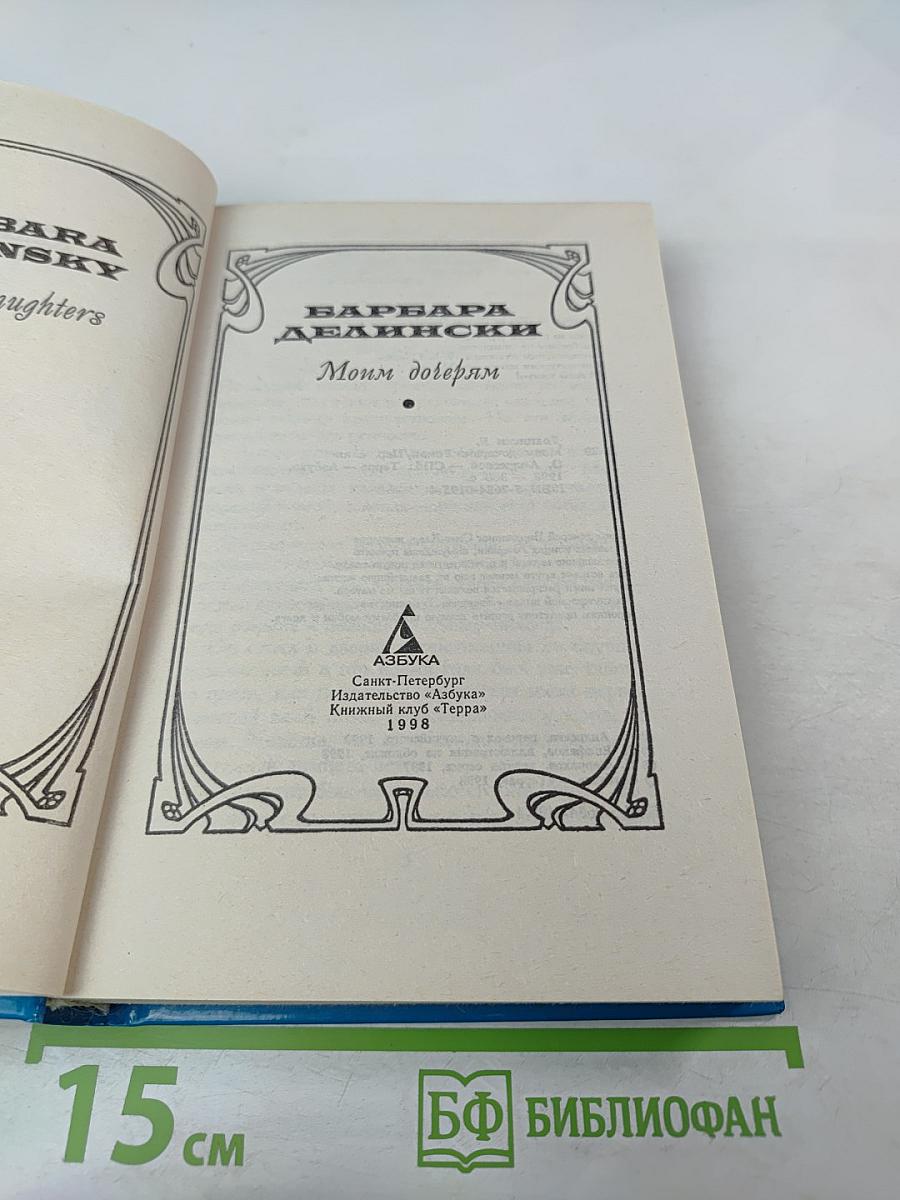 BARA
NSKY
aughters
БАРБАРА
ДЕЛИНСКИ
Моим дочерям
АЗБУКА
Санкт-Петербург
Издательство «Азбука»
Книжный клуб «Терра»
1998
15 см
БФ БИБЛИОФАН